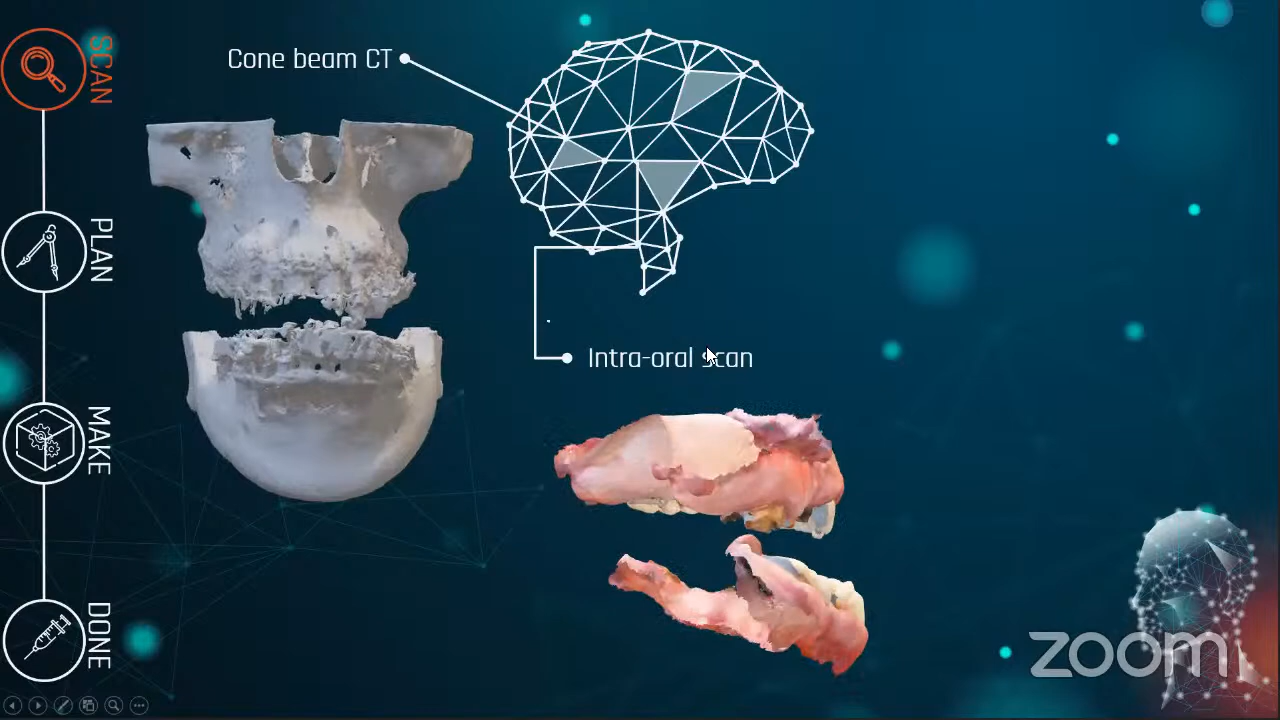 SCAN
Cone beam CT
PLAN
Intra-oral scan
MAKE
DONE
zoom